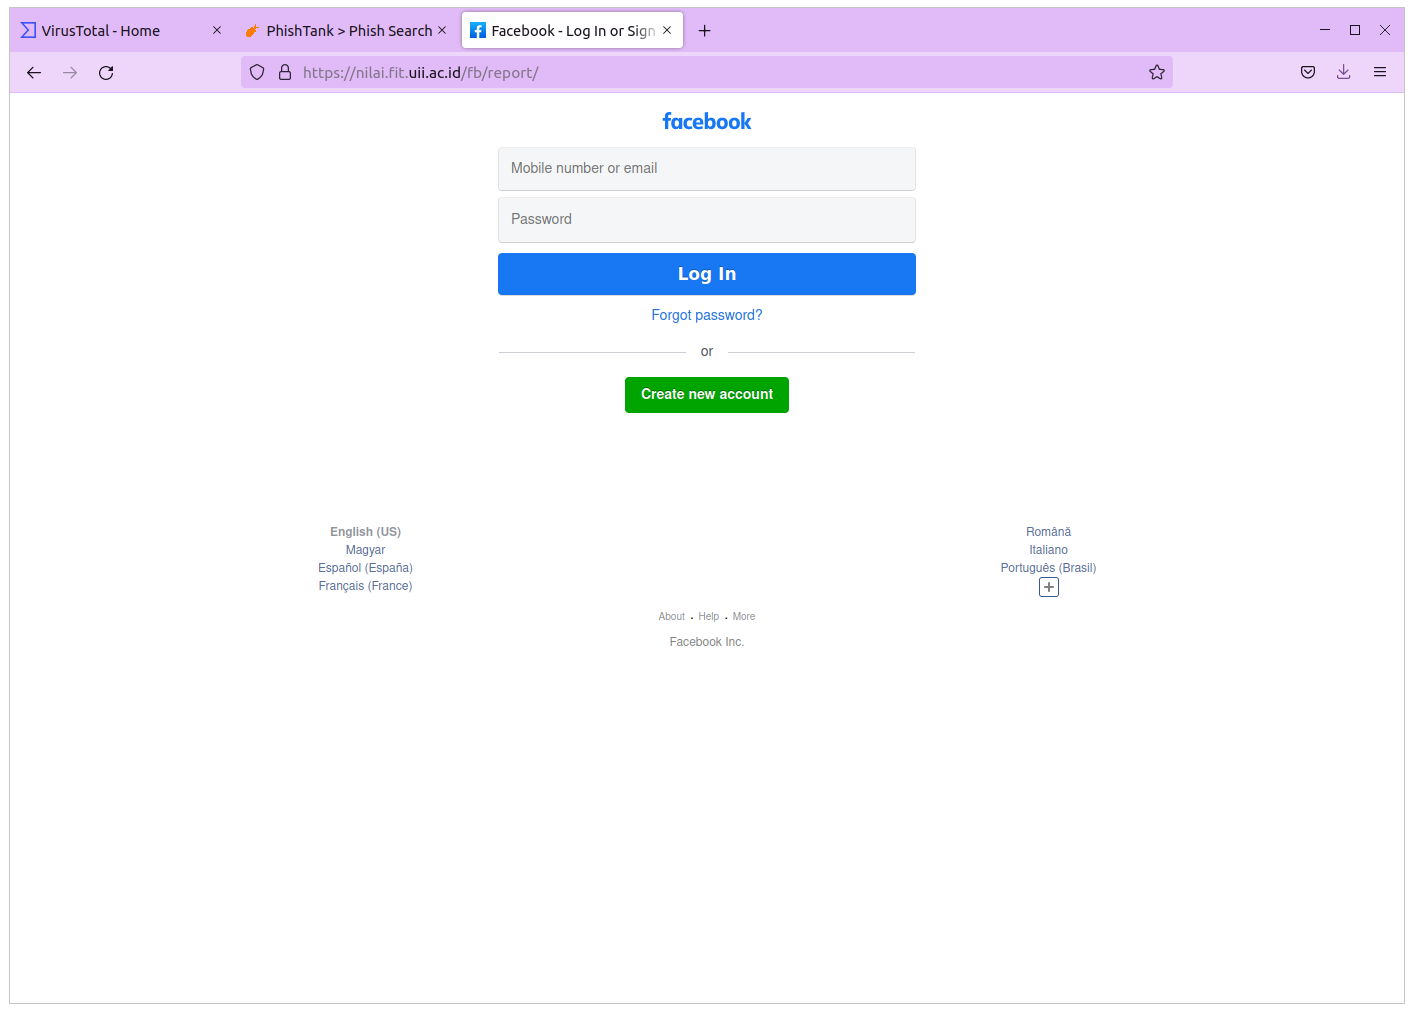 VirusTotal - Home
PhishTank > Phish Search
Facebook - Log In or Sign
https://nilai.fit.uii.ac.id/fb/report/
facebook
Mobile number or email
Password
Log In
Forgot password?
or
Create new account
English (US)
Magyar
Español (España)
Français (France)
Română
Italiano
Português (Brasil)
About · Help · More
Facebook Inc.